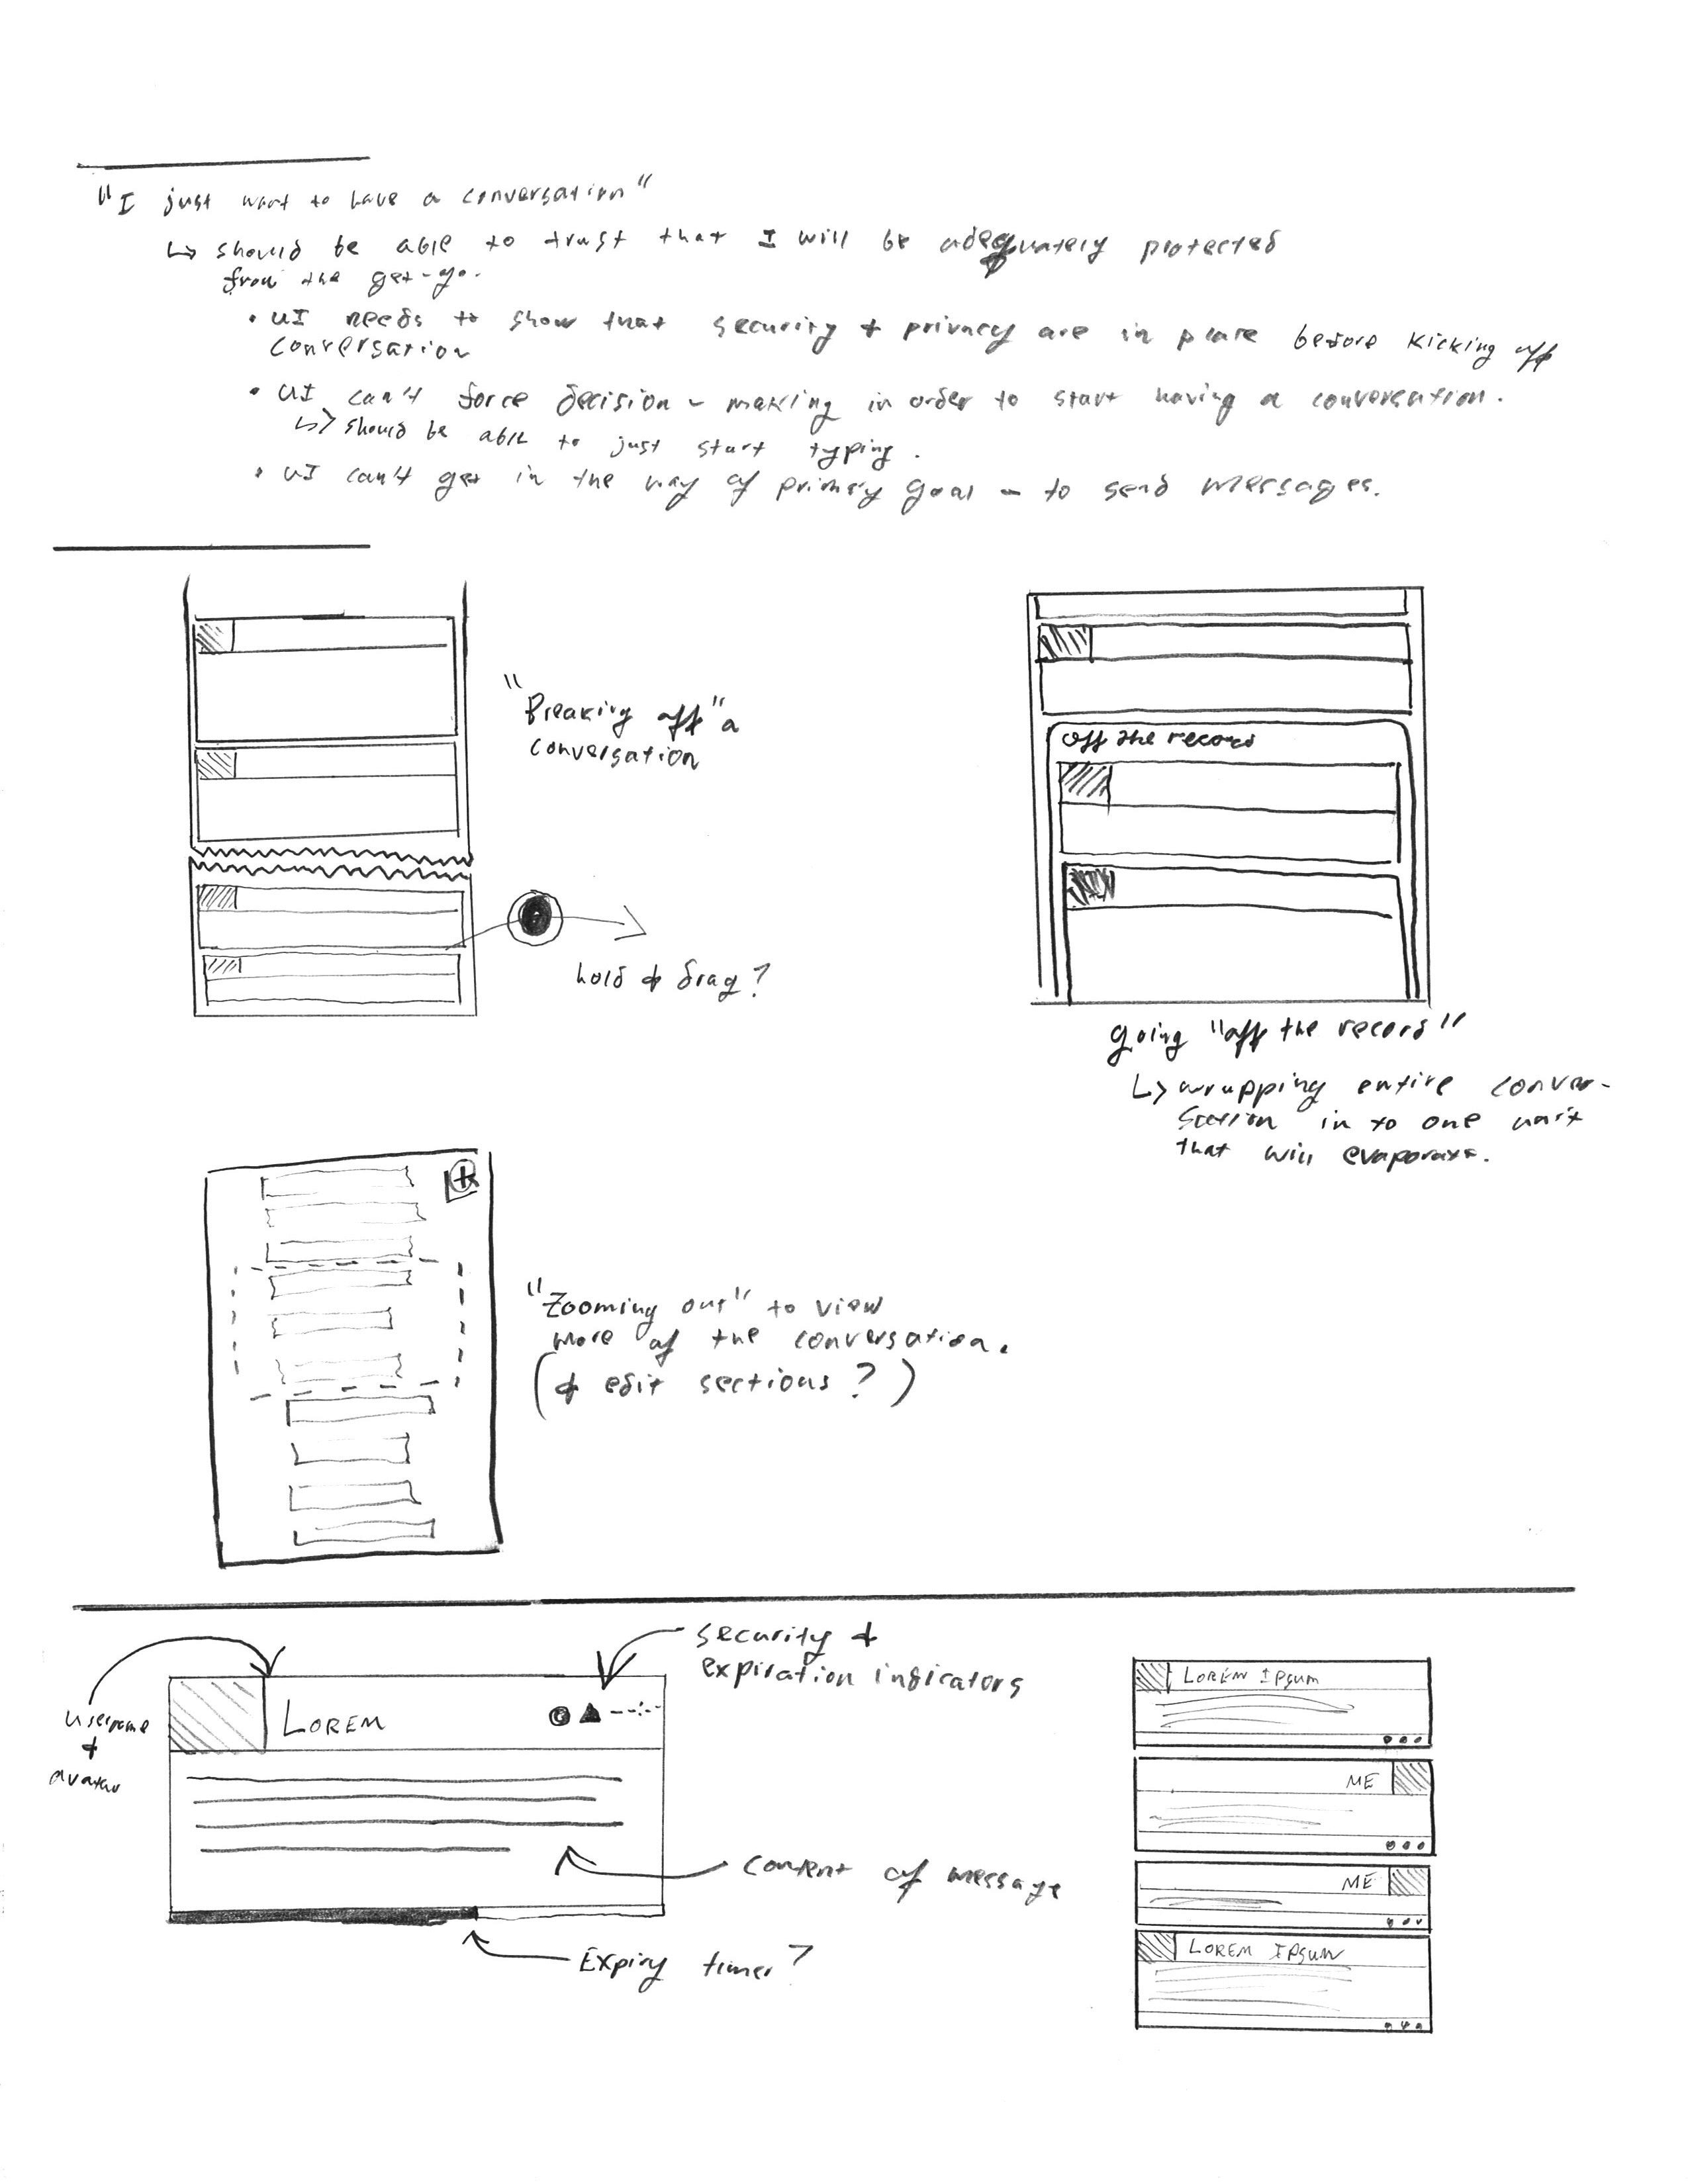 "I just want to have a conversation"
↳ should be able to trust that I will be adequately protected
from the get-go.
• UI needs to show that security & privacy are in place before kicking off
conversation
• UI can't force decision-making in order to start having a conversation.
↳ should be able to just start typing.
• UI can't get in the way of primary goal - to send messages.
"Breaking off" a
conversation
hold & drag?
off the record
going "off the record"
↳ wrapping entire conver-
sation in to one unit
that will evaporate.
"Zooming out" to view
more of the conversation.
(& edit sections?)
security &
expiration indicators
username
&
avatar
LOREM
content of message
Expiry timer?
LOREM IPSUM
ME
ME
LOREM IPSUM